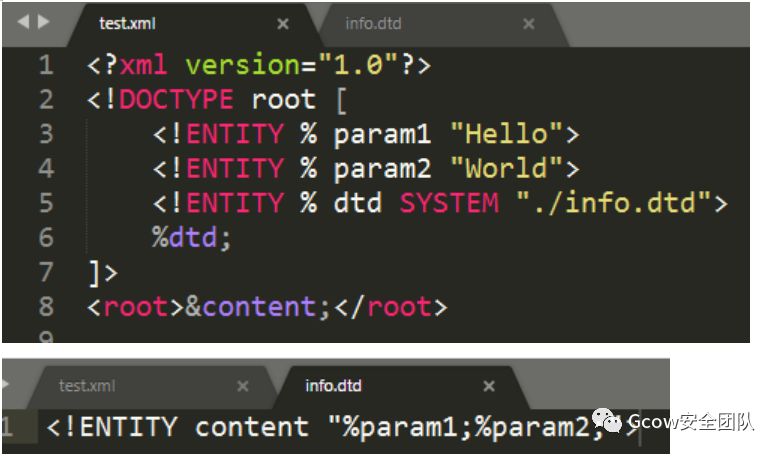 test.xml × info.dtd ×
1 <?xml version="1.0"?>
2 <!DOCTYPE root [
3 <!ENTITY % param1 "Hello">
4 <!ENTITY % param2 "World">
5 <!ENTITY % dtd SYSTEM "./info.dtd">
6 %dtd;
7 ]>
8 <root>&content;</root>
9
test.xml × info.dtd ×
1 <!ENTITY content "%param1;%param2;">
Gcow安全团队